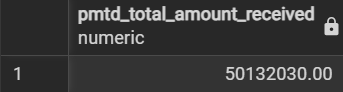 pmtd_total_amount_received
numeric
1 50132030.00